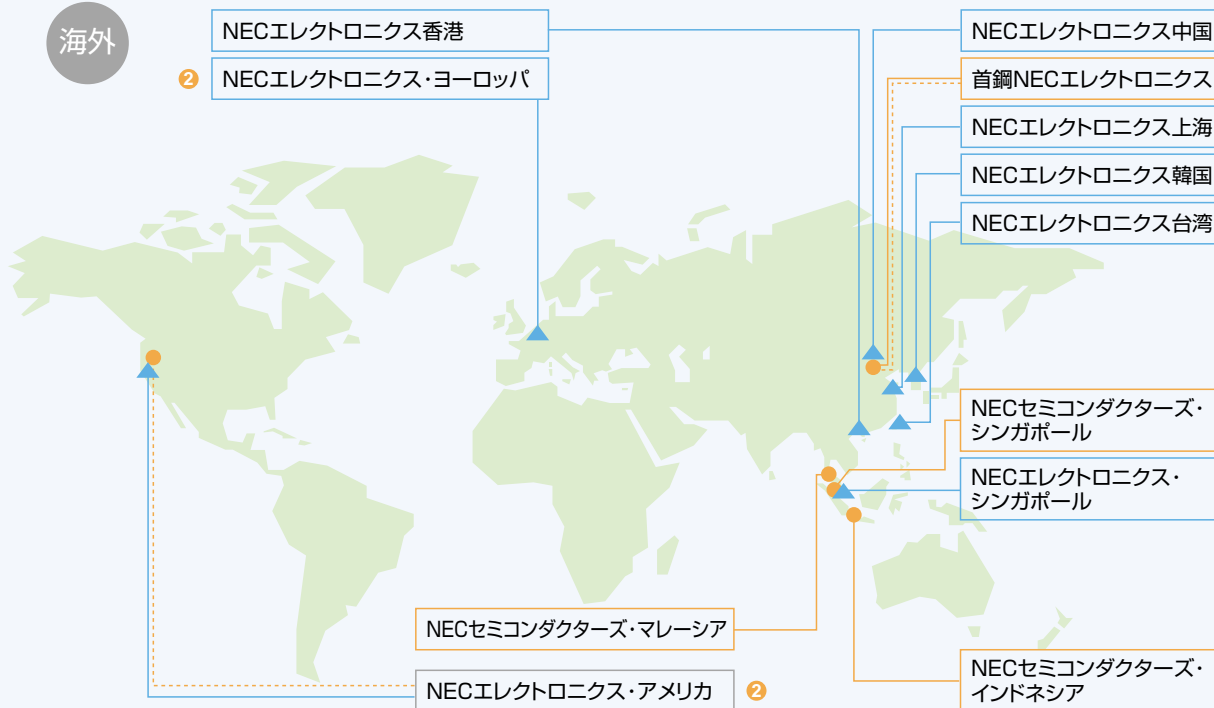 海外
NECエレクトロニクス香港
❷ NECエレクトロニクス・ヨーロッパ
NECエレクトロニクス中国
首鋼NECエレクトロニクス
NECエレクトロニクス上海
NECエレクトロニクス韓国
NECエレクトロニクス台湾
NECセミコンダクターズ・
シンガポール
NECエレクトロニクス・
シンガポール
NECセミコンダクターズ・マレーシア
NECエレクトロニクス・アメリカ ❷
NECセミコンダクターズ・
インドネシア